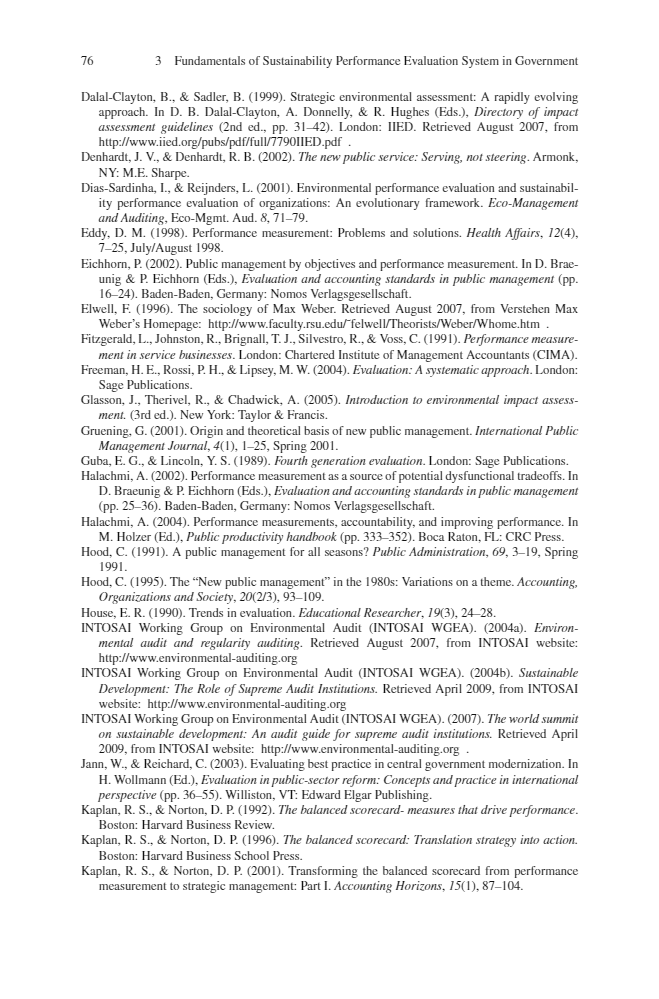 76 3 Fundamentals of Sustainability Performance Evaluation System in Government
Dalal-Clayton, B., & Sadler, B. (1999). Strategic environmental assessment: A rapidly evolving
approach. In D. B. Dalal-Clayton, A. Donnelly, & R. Hughes (Eds.), Directory of impact
assessment guidelines (2nd ed., pp. 31–42). London: IIED. Retrieved August 2007, from
http://www.iied.org/pubs/pdf/full/7790IIED.pdf .
Denhardt, J. V., & Denhardt, R. B. (2002). The new public service: Serving, not steering. Armonk,
NY: M.E. Sharpe.
Dias-Sardinha, I., & Reijnders, L. (2001). Environmental performance evaluation and sustainabil-
ity performance evaluation of organizations: An evolutionary framework. Eco-Management
and Auditing, Eco-Mgmt. Aud. 8, 71–79.
Eddy, D. M. (1998). Performance measurement: Problems and solutions. Health Affairs, 12(4),
7–25, July/August 1998.
Eichhorn, P. (2002). Public management by objectives and performance measurement. In D. Brae-
unig & P. Eichhorn (Eds.), Evaluation and accounting standards in public management (pp.
16–24). Baden-Baden, Germany: Nomos Verlagsgesellschaft.
Elwell, F. (1996). The sociology of Max Weber. Retrieved August 2007, from Verstehen Max
Weber's Homepage: http://www.faculty.rsu.edu/~felwell/Theorists/Weber/Whome.htm .
Fitzgerald, L., Johnston, R., Brignall, T. J., Silvestro, R., & Voss, C. (1991). Performance measure-
ment in service businesses. London: Chartered Institute of Management Accountants (CIMA).
Freeman, H. E., Rossi, P. H., & Lipsey, M. W. (2004). Evaluation: A systematic approach. London:
Sage Publications.
Glasson, J., Therivel, R., & Chadwick, A. (2005). Introduction to environmental impact assess-
ment. (3rd ed.). New York: Taylor & Francis.
Gruening, G. (2001). Origin and theoretical basis of new public management. International Public
Management Journal, 4(1), 1–25, Spring 2001.
Guba, E. G., & Lincoln, Y. S. (1989). Fourth generation evaluation. London: Sage Publications.
Halachmi, A. (2002). Performance measurement as a source of potential dysfunctional tradeoffs. In
D. Braeunig & P. Eichhorn (Eds.), Evaluation and accounting standards in public management
(pp. 25–36). Baden-Baden, Germany: Nomos Verlagsgesellschaft.
Halachmi, A. (2004). Performance measurements, accountability, and improving performance. In
M. Holzer (Ed.), Public productivity handbook (pp. 333–352). Boca Raton, FL: CRC Press.
Hood, C. (1991). A public management for all seasons? Public Administration, 69, 3–19, Spring
1991.
Hood, C. (1995). The “New public management” in the 1980s: Variations on a theme. Accounting,
Organizations and Society, 20(2/3), 93–109.
House, E. R. (1990). Trends in evaluation. Educational Researcher, 19(3), 24–28.
INTOSAI Working Group on Environmental Audit (INTOSAI WGEA). (2004a). Environ-
mental audit and regularity auditing. Retrieved August 2007, from INTOSAI website:
http://www.environmental-auditing.org
INTOSAI Working Group on Environmental Audit (INTOSAI WGEA). (2004b). Sustainable
Development: The Role of Supreme Audit Institutions. Retrieved April 2009, from INTOSAI
website: http://www.environmental-auditing.org
INTOSAI Working Group on Environmental Audit (INTOSAI WGEA). (2007). The world summit
on sustainable development: An audit guide for supreme audit institutions. Retrieved April
2009, from INTOSAI website: http://www.environmental-auditing.org .
Jann, W., & Reichard, C. (2003). Evaluating best practice in central government modernization. In
H. Wollmann (Ed.), Evaluation in public-sector reform: Concepts and practice in international
perspective (pp. 36–55). Williston, VT: Edward Elgar Publishing.
Kaplan, R. S., & Norton, D. P. (1992). The balanced scorecard- measures that drive performance.
Boston: Harvard Business Review.
Kaplan, R. S., & Norton, D. P. (1996). The balanced scorecard: Translation strategy into action.
Boston: Harvard Business School Press.
Kaplan, R. S., & Norton, D. P. (2001). Transforming the balanced scorecard from performance
measurement to strategic management: Part I. Accounting Horizons, 15(1), 87–104.